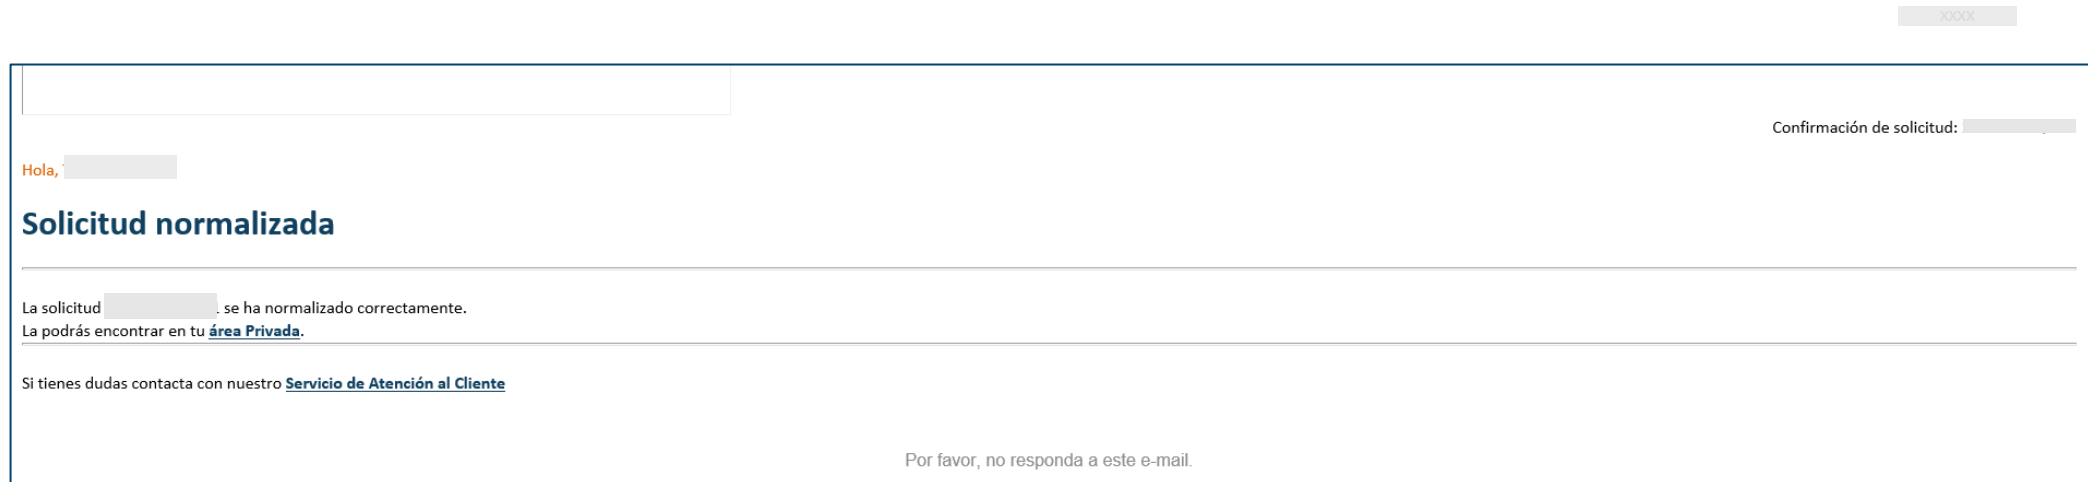 xxxx
Confirmación de solicitud:
Hola,
Solicitud normalizada
La solicitud se ha normalizado correctamente.
La podrás encontrar en tu área Privada.
Si tienes dudas contacta con nuestro Servicio de Atención al Cliente
Por favor, no responda a este e-mail.